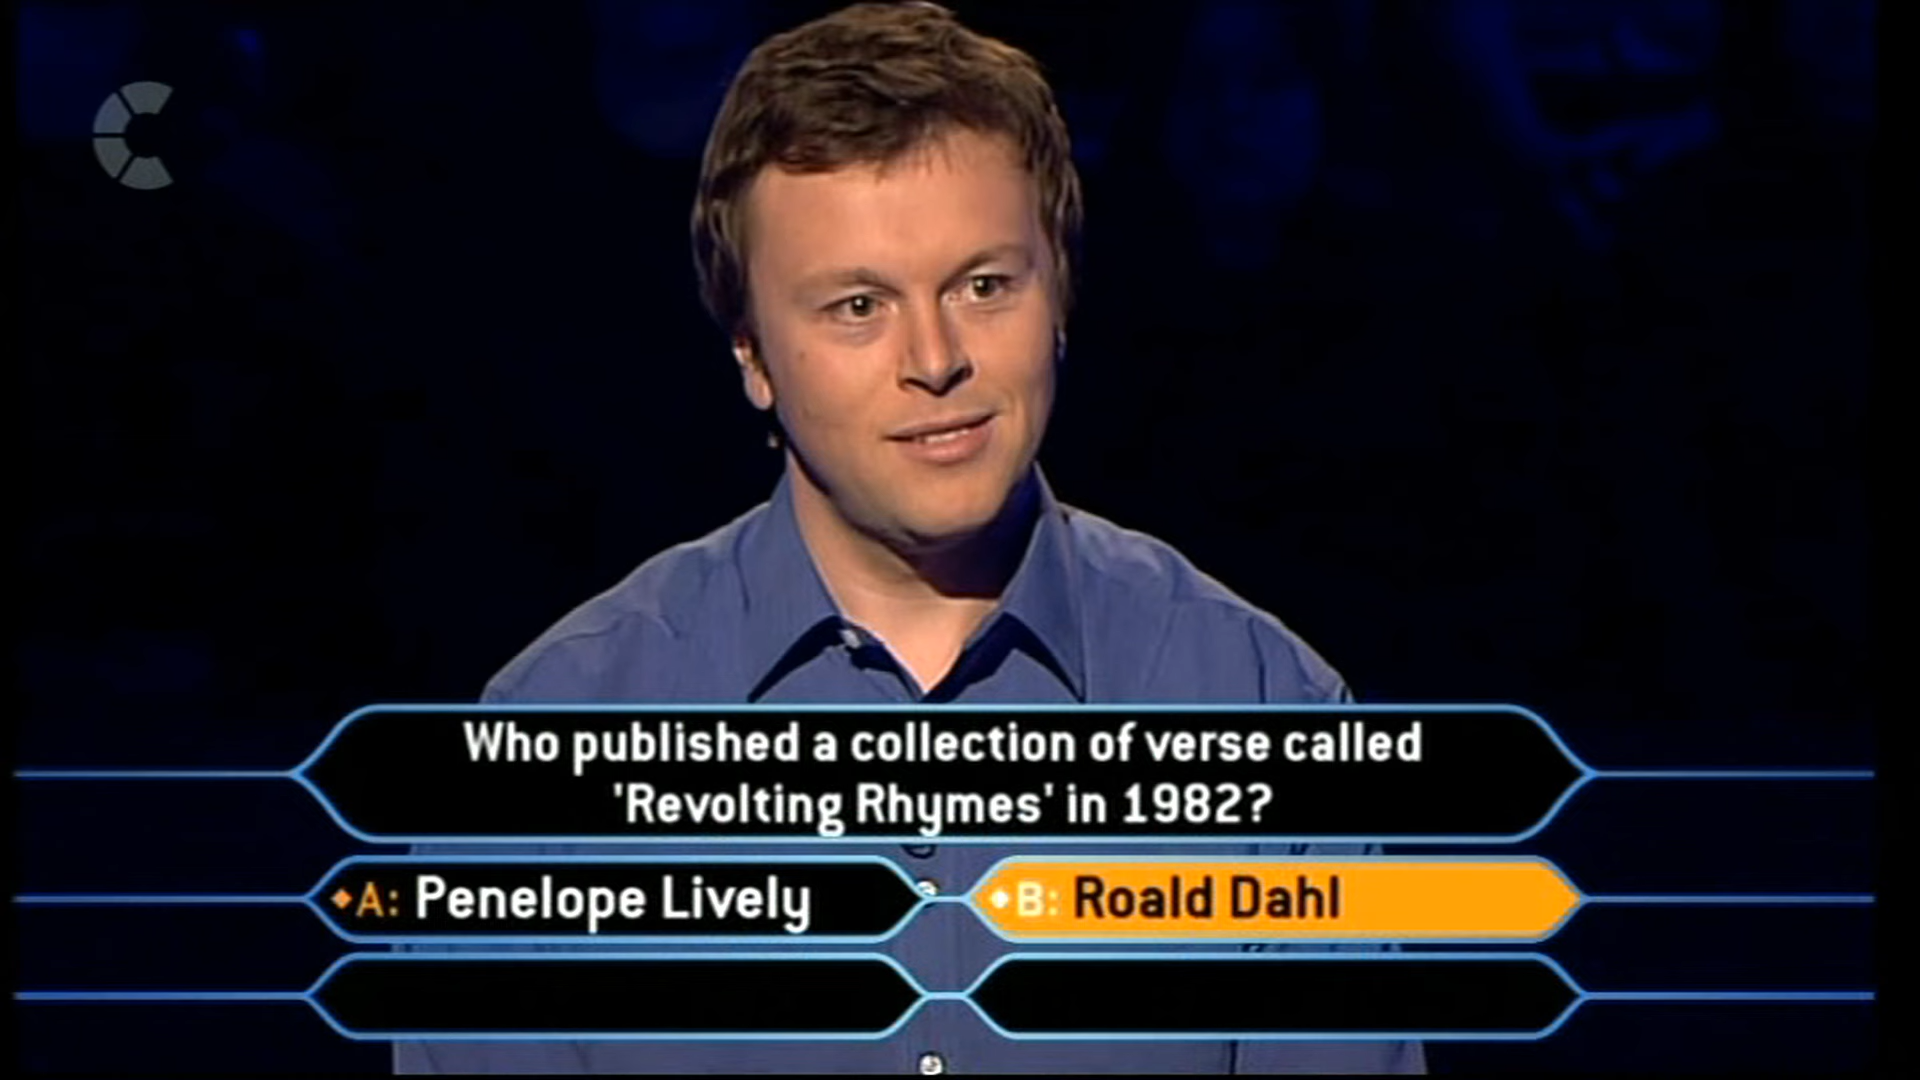 Who published a collection of verse called
'Revolting Rhymes' in 1982?
A: Penelope Lively
B: Roald Dahl